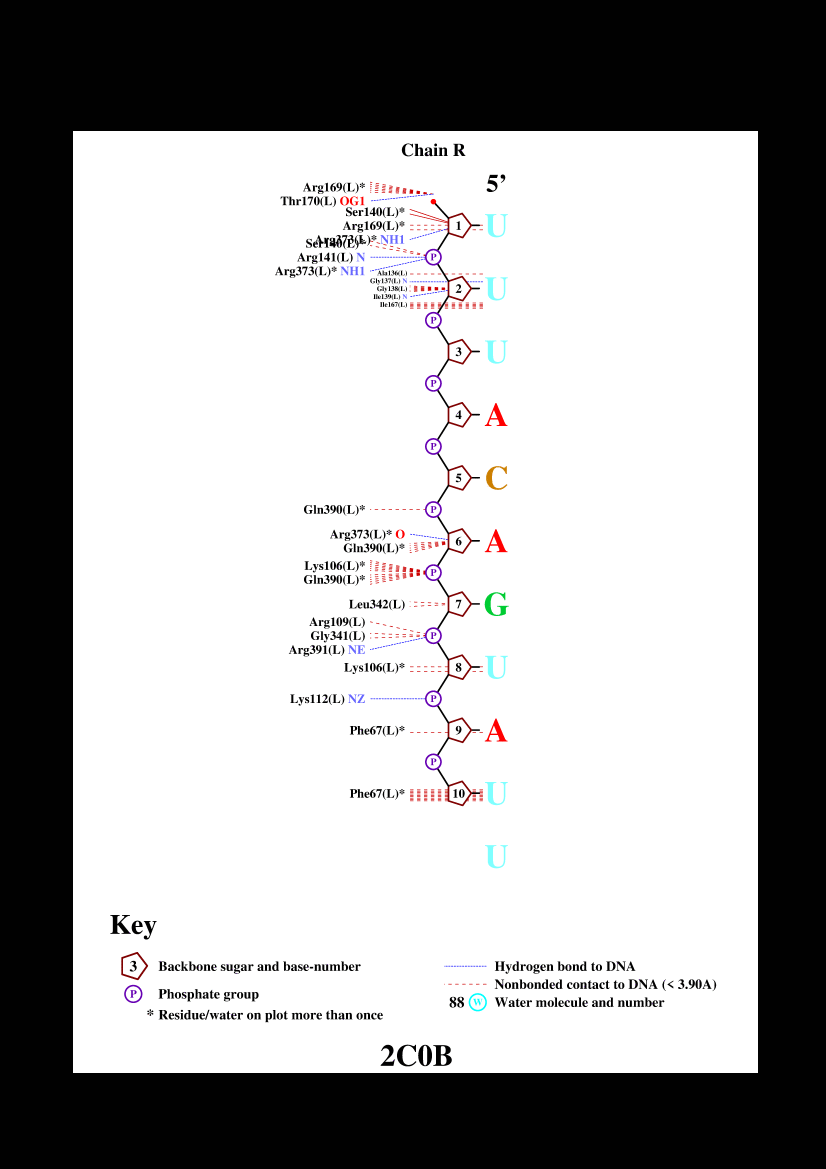 Chain R
5’
Arg169(L)*
Thr170(L) OG1
Ser140(L)*
Arg169(L)*
1 U
Arg373(L)* NH1
Ser140(L)*
Arg141(L) N
P
Arg373(L)* NH1
Ala136(L)
Gly137(L) N
Gly138(L)
2 U
Ile139(L) N
Ile167(L)
P
3 U
P
4 A
P
5 C
Gln390(L)*
P
Arg373(L)* O
6 A
Gln390(L)*
Lys106(L)*
P
Gln390(L)*
Leu342(L)
7 G
Arg109(L)
Gly341(L)
P
Arg391(L) NE
Lys106(L)*
8 U
Lys112(L) NZ
P
Phe67(L)*
9 A
P
Phe67(L)*
10 U
U
Key
3 Backbone sugar and base-number
P Phosphate group
* Residue/water on plot more than once
Hydrogen bond to DNA
Nonbonded contact to DNA (< 3.90A)
88 W Water molecule and number
2C0B